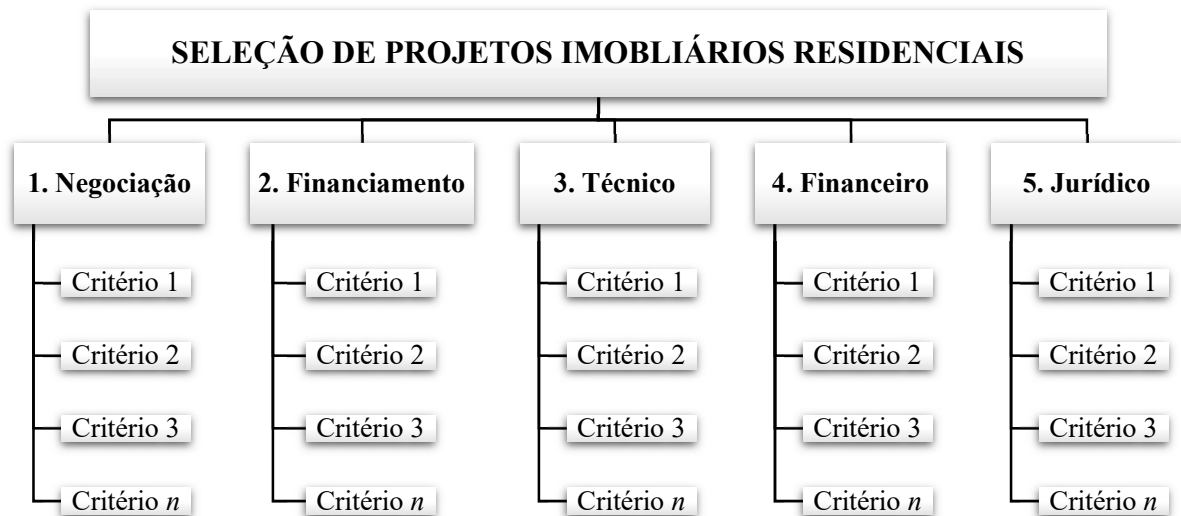 SELEÇÃO DE PROJETOS IMOBLIÁRIOS RESIDENCIAIS
1. Negociação
Critério 1
Critério 2
Critério 3
Critério n
2. Financiamento
Critério 1
Critério 2
Critério 3
Critério n
3. Técnico
Critério 1
Critério 2
Critério 3
Critério n
4. Financeiro
Critério 1
Critério 2
Critério 3
Critério n
5. Jurídico
Critério 1
Critério 2
Critério 3
Critério n